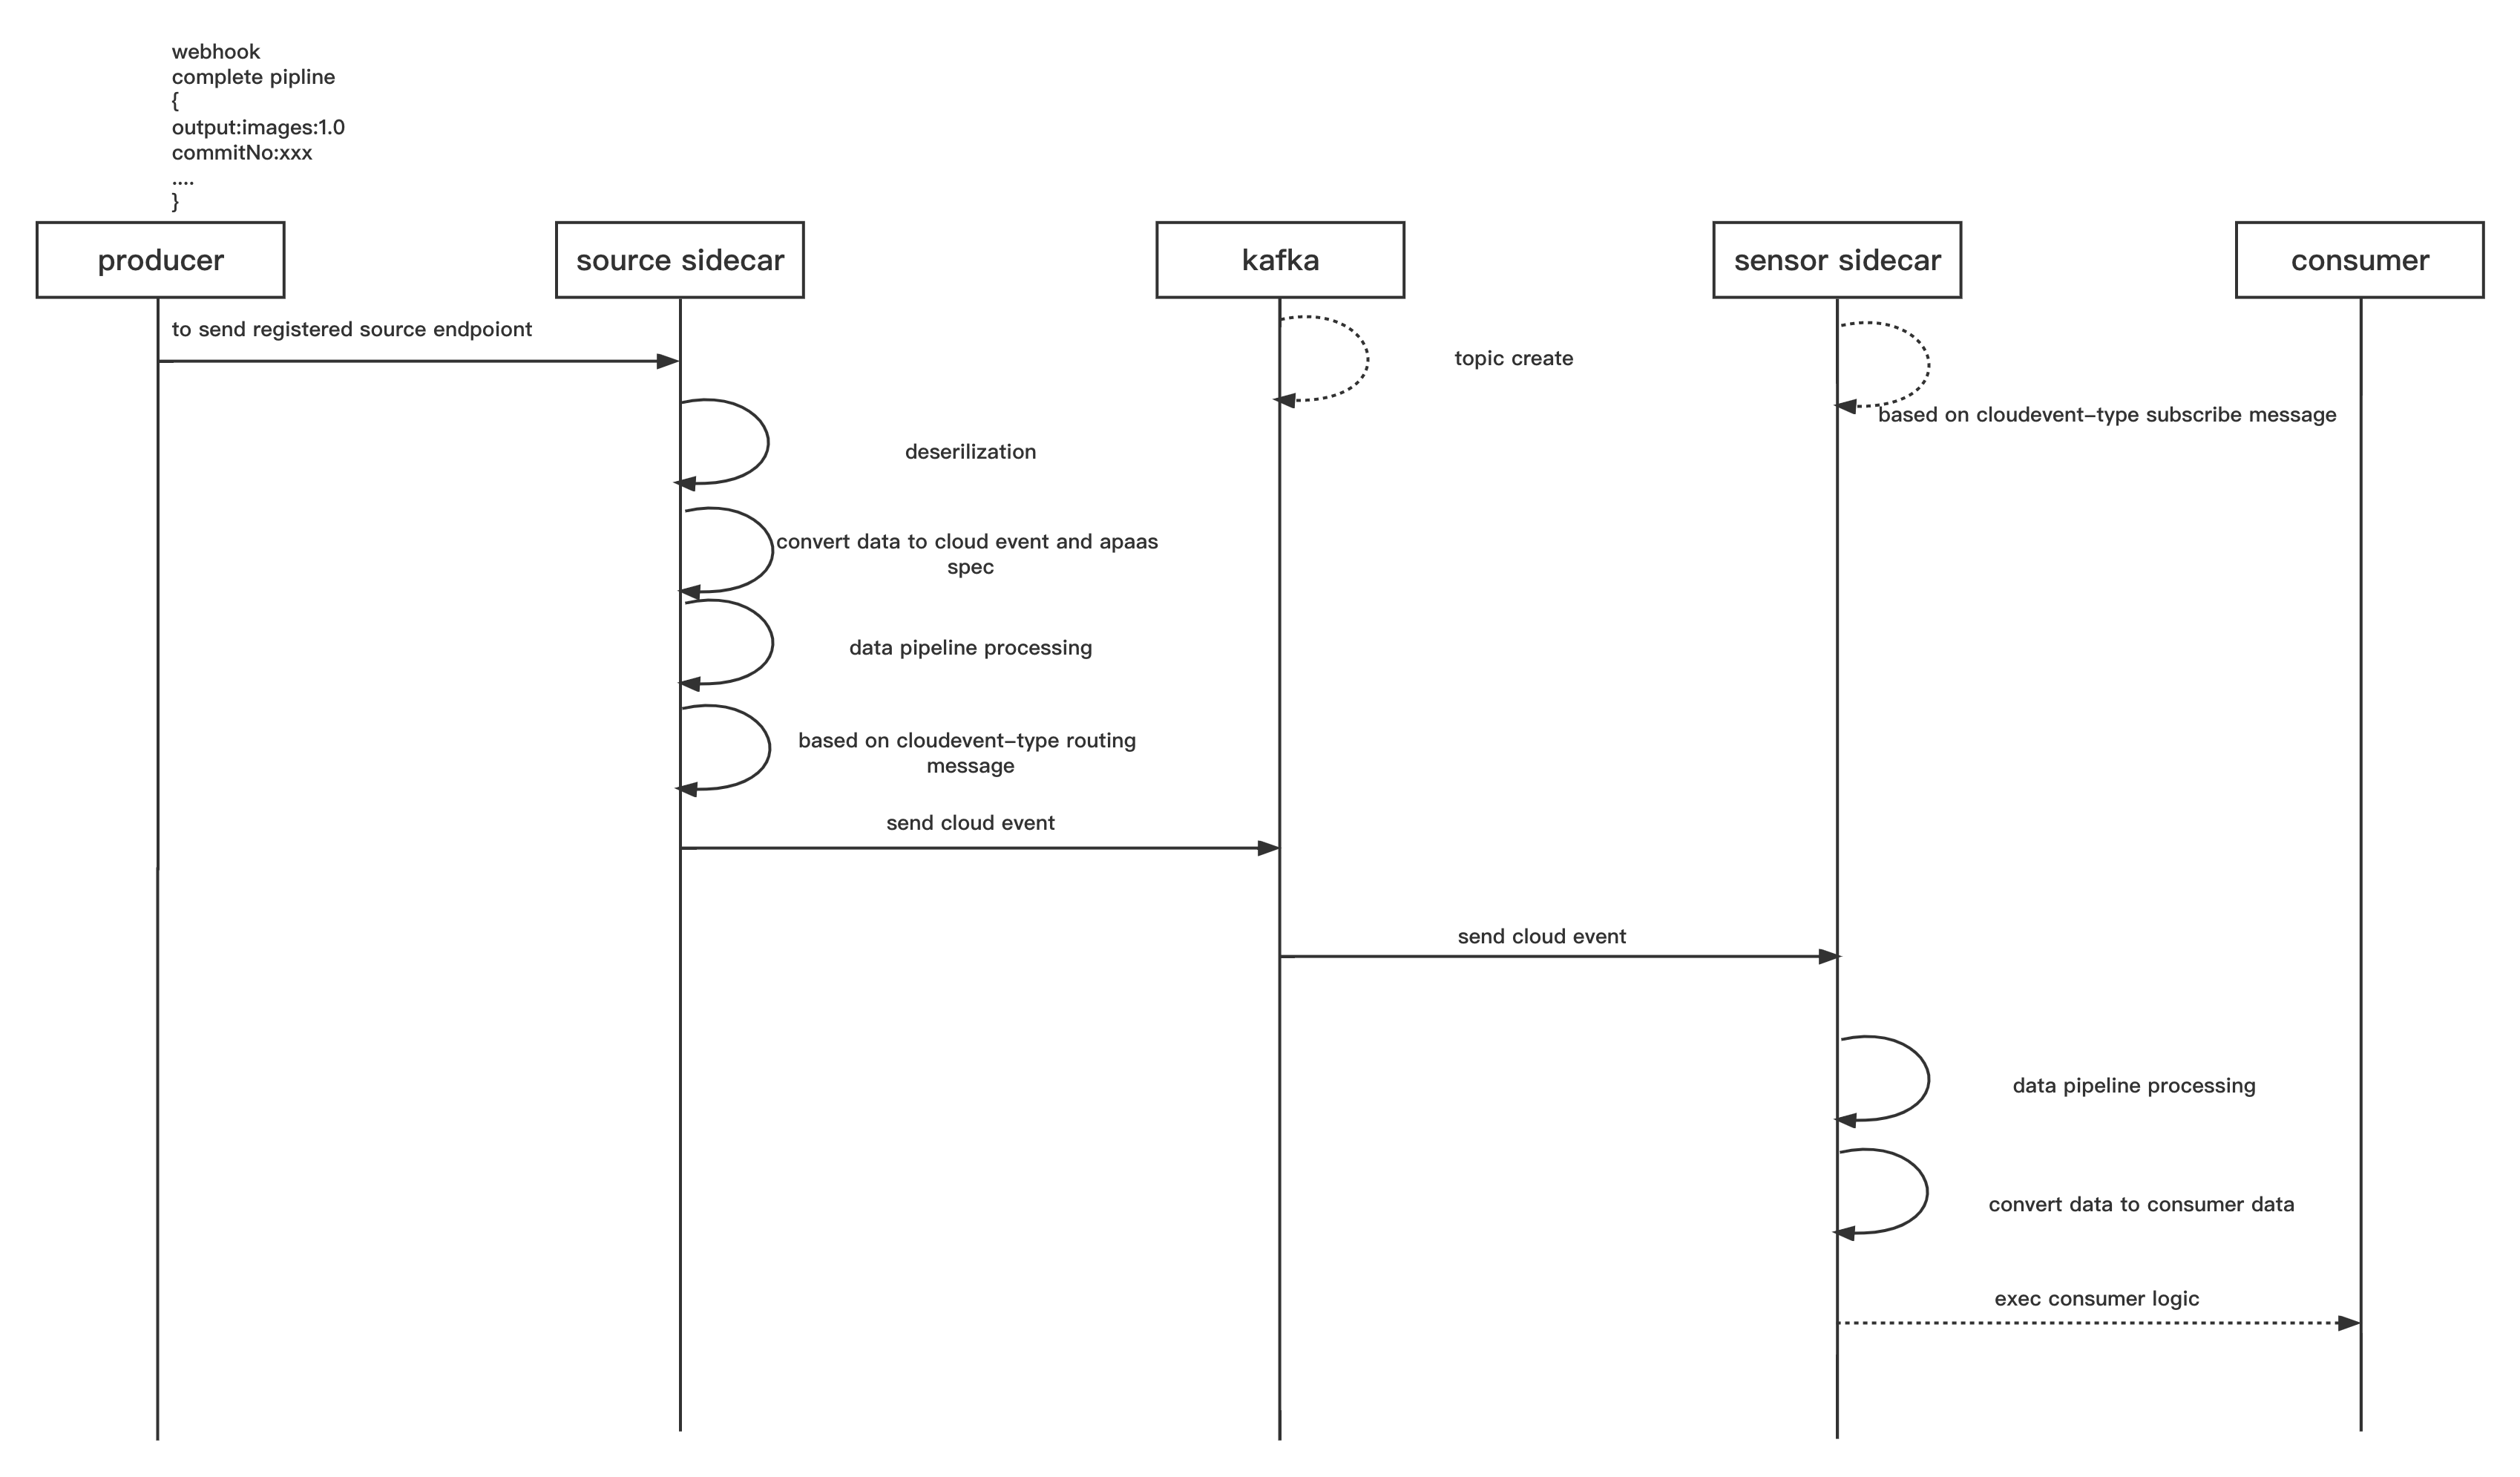 webhook
complete pipline
{
output:images:1.0
commitNo:xxx
....
}
producer
source sidecar
kafka
sensor sidecar
consumer
to send registered source endpoiont
topic create
based on cloudevent-type subscribe message
deserilization
convert data to cloud event and apaas
spec
data pipeline processing
based on cloudevent-type routing
message
send cloud event
send cloud event
data pipeline processing
convert data to consumer data
exec consumer logic